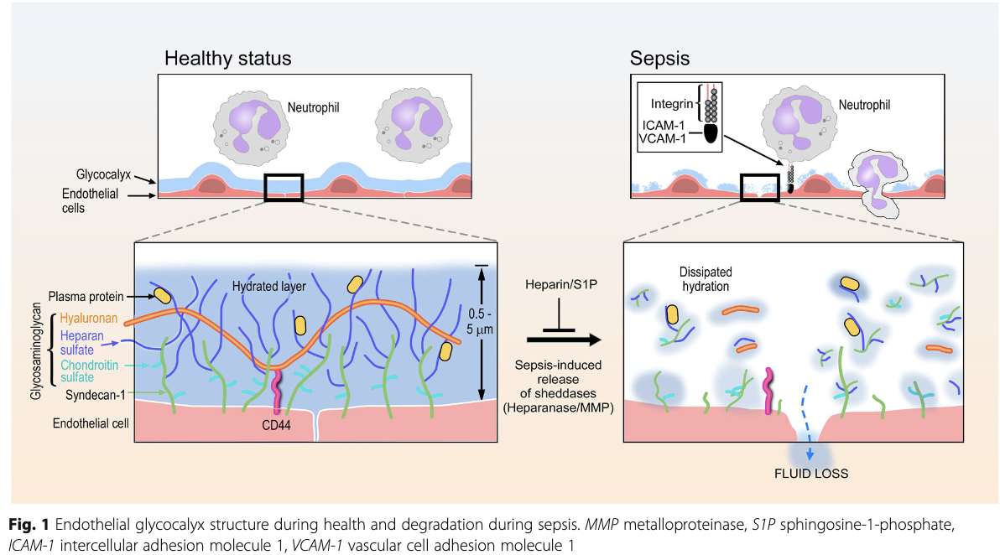 Healthy status
Neutrophil
Glycocalyx
Endothelial
cells
Hydrated layer
Plasma protein
Glycosaminoglycan
Hyaluronan
Heparan
sulfate
Chondroitin
sulfate
Syndecan-1
Endothelial cell
CD44
0.5 -
5 μm
Heparin/S1P
Sepsis-induced
release
of sheddases
(Heparanase/MMP)
Sepsis
Integrin
ICAM-1
VCAM-1
Neutrophil
Dissipated
hydration
FLUID LOSS
Fig. 1 Endothelial glycocalyx structure during health and degradation during sepsis. MMP metalloproteinase, S1P sphingosine-1-phosphate,
ICAM-1 intercellular adhesion molecule 1, VCAM-1 vascular cell adhesion molecule 1